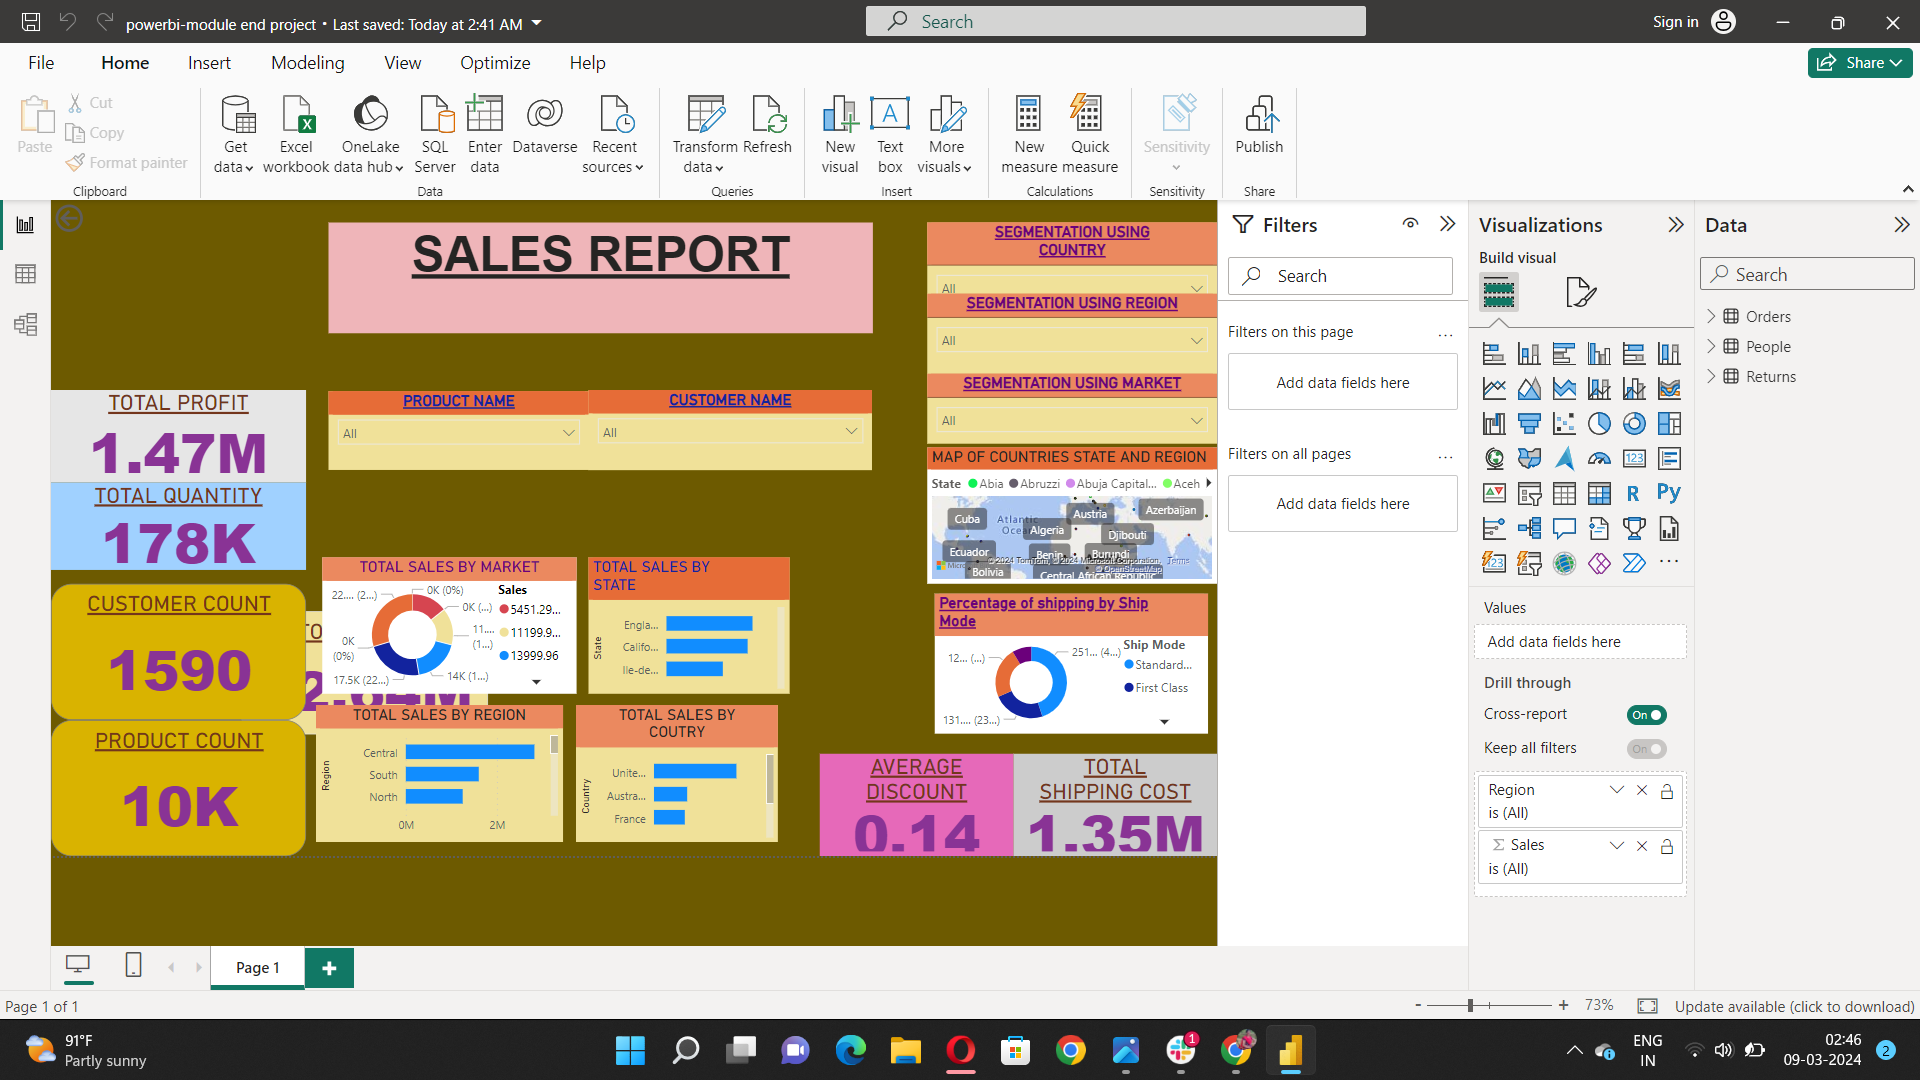 powerbi-module end project • Last saved: Today at 2:41 AM
Search
Sign in
File
Home
Insert
Modeling
View
Optimize
Help
Share
Paste
Cut
Copy
Format painter
Clipboard
Get data
Excel workbook
OneLake data hub
SQL Server
Enter data
Dataverse
Recent sources
Data
Transform data
Refresh
Queries
New visual
Text box
More visuals
Insert
New measure
Quick measure
Calculations
Sensitivity
Sensitivity
Publish
Share
SALES REPORT
TOTAL PROFIT
1.47M
TOTAL QUANTITY
178K
CUSTOMER COUNT
1590
PRODUCT COUNT
10K
PRODUCT NAME
All
CUSTOMER NAME
All
TOTAL SALES BY MARKET
22.... (2...)
0K (0%)
0K (...)
11.... (1...)
0K (0%)
17.5K (22...)
14K (1...)
Sales
5451.29...
11199.9...
13999.96
TOTAL SALES BY STATE
State
Engla...
Califo...
Ile-de...
TOTAL SALES BY REGION
Region
Central
South
North
0M
2M
TOTAL SALES BY COUTRY
Country
Unite...
Austra...
France
SEGMENTATION USING COUNTRY
All
SEGMENTATION USING REGION
All
SEGMENTATION USING MARKET
All
MAP OF COUNTRIES STATE AND REGION
State
Abia
Abruzzi
Abuja Capital...
Aceh
Cuba
Atlantic Ocean
Austria
Azerbaijan
Algeria
Djibouti
Ecuador
Benin
Burundi
Bolivia
Central African Republic
© 2024 TomTom, © 2024 Microsoft Corporation,
Terms
© OpenStreetMap
Percentage of shipping by Ship Mode
12... (...)
251... (4...)
131.... (23...)
Ship Mode
Standard...
First Class
AVERAGE DISCOUNT
0.14
TOTAL SHIPPING COST
1.35M
Filters
Search
Filters on this page
...
Add data fields here
Filters on all pages
...
Add data fields here
Visualizations
Build visual
123
R
Py
123
...
Values
Add data fields here
Drill through
Cross-report
On
Keep all filters
On
Region
is (All)
Σ Sales
is (All)
Data
Search
Orders
People
Returns
Page 1
Page 1 of 1
- + 73%
Update available (click to download)
91°F
Partly sunny
1
ENG
IN
02:46
09-03-2024
2